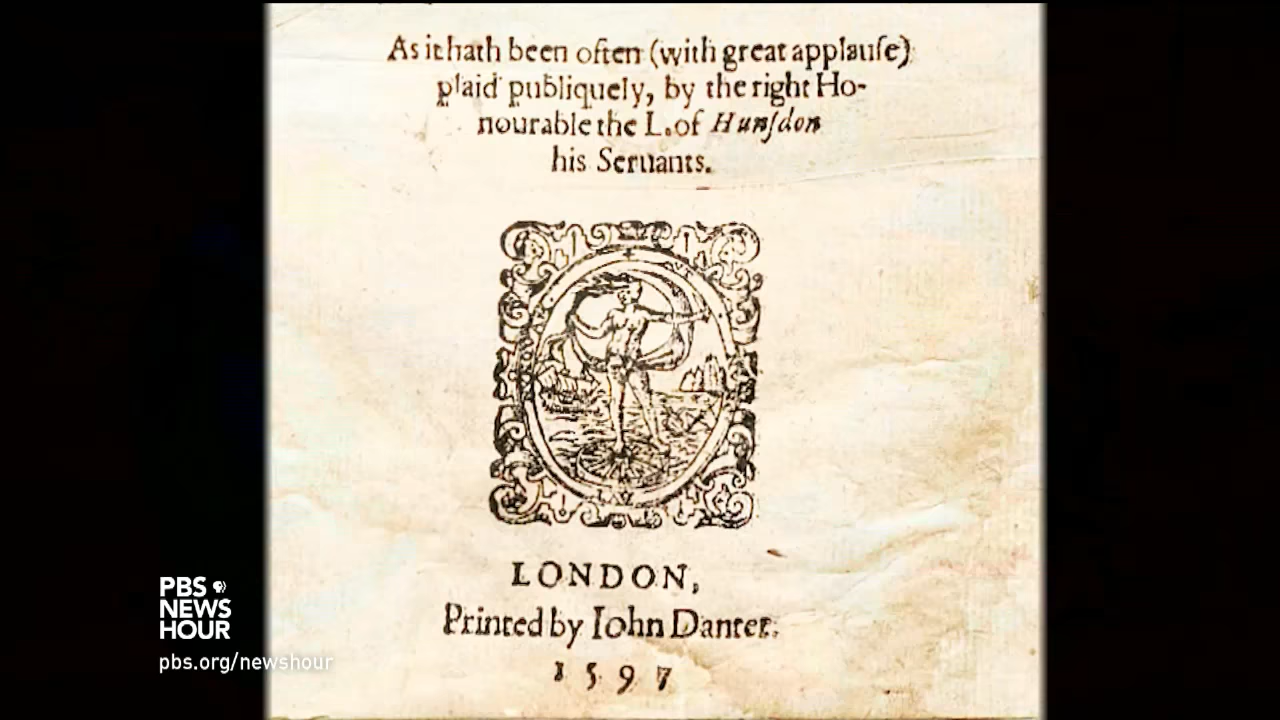 As it hath been often (with great applauſe)
plaid publiquely, by the right Ho-
nourable the L. of Hunſdon
his Seruants.
LONDON,
Printed by Iohn Danter.
1597
PBS
NEWS
HOUR
pbs.org/newshour